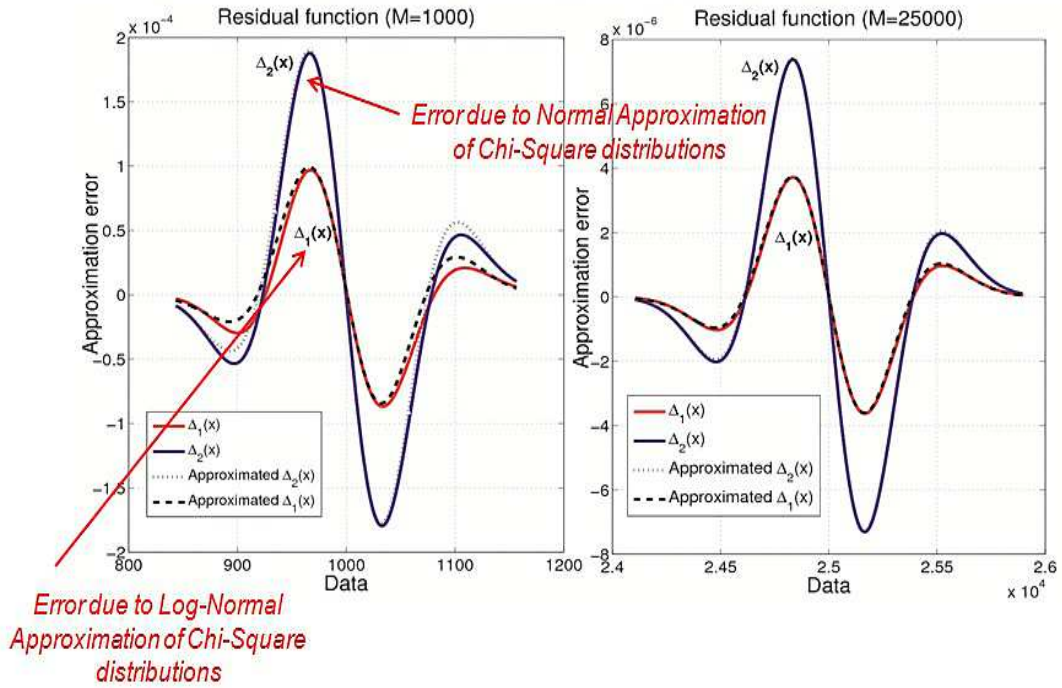 Residual function (M=1000)
x 10⁻⁴
2
1.5
1
0.5
0
−0.5
−1
−2
800
900
1000
1100
1200
Approximation error
Data
Δ₂(x)
Δ₁(x)
Δ₁(x)
Δ₂(x)
Approximated Δ₂(x)
Approximated Δ₁(x)
Error due to Normal Approximation
of Chi-Square distributions
Error due to Log-Normal
Approximation of Chi-Square
distributions
Residual function (M=25000)
x 10⁻⁶
8
6
4
2
0
−2
−4
−6
−8
2.4
2.45
2.5
2.55
2.6
x 10⁴
Approximation error
Data
Δ₂(x)
Δ₁(x)
Δ₁(x)
Δ₂(x)
Approximated Δ₂(x)
Approximated Δ₁(x)